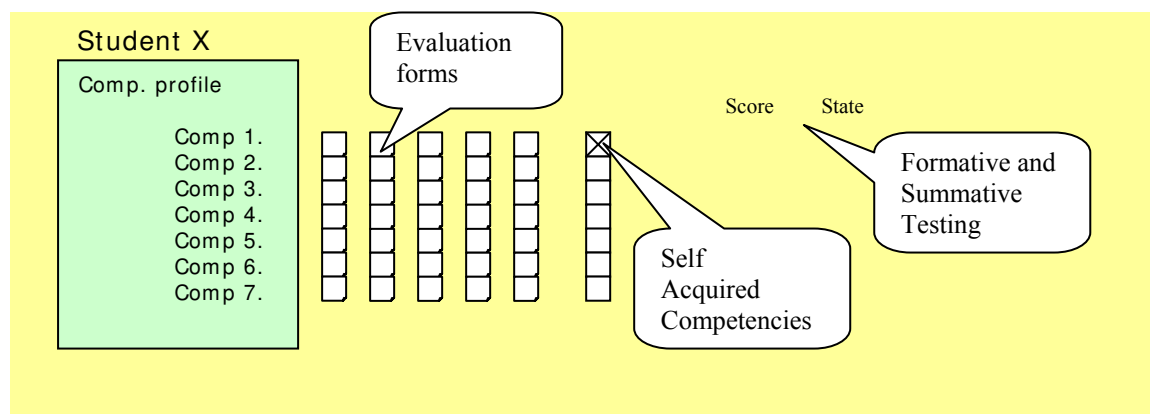 Student X
Comp. profile
Comp 1.
Comp 2.
Comp 3.
Comp 4.
Comp 5.
Comp 6.
Comp 7.
Evaluation
forms
Self
Acquired
Competencies
Score State
Formative and
Summative
Testing